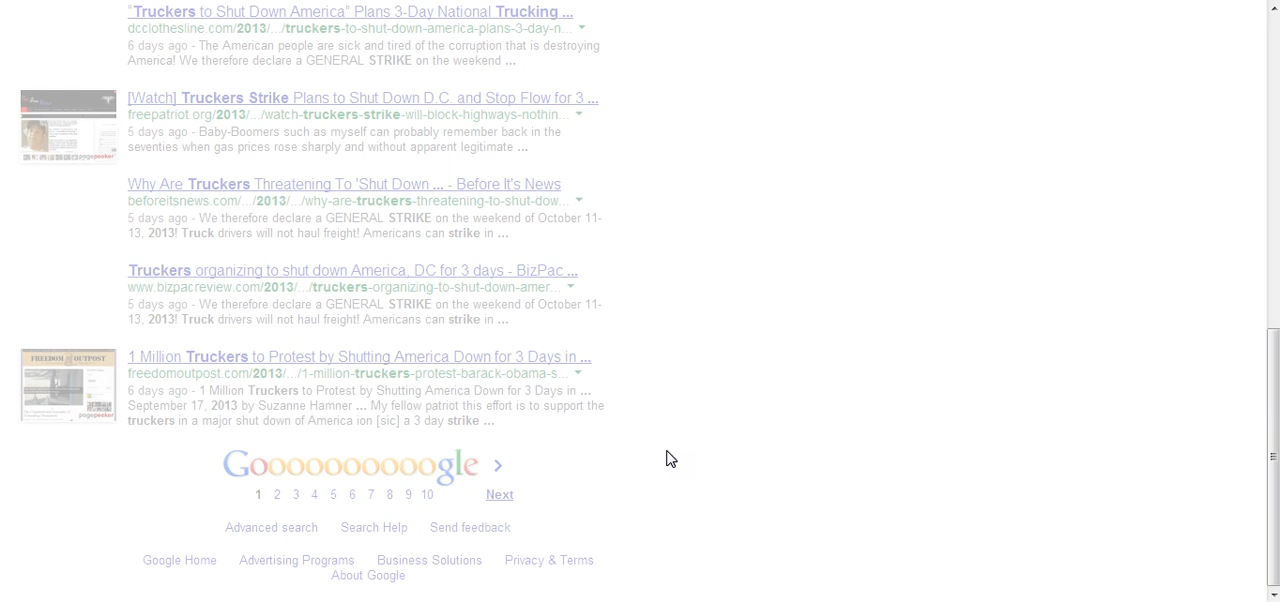 “Truckers to Shut Down America” Plans 3-Day National Trucking ...
dcclothesline.com/2013/.../truckers-to-shut-down-america-plans-3-day-n...
6 days ago - The American people are sick and tired of the corruption that is destroying
America! We therefore declare a GENERAL STRIKE on the weekend ...
[Watch] Truckers Strike Plans to Shut Down D.C. and Stop Flow for 3 ...
freepatriot.org/2013/.../watch-truckers-strike-will-block-highways-nothin...
5 days ago - Baby-Boomers such as myself can probably remember back in the
seventies when gas prices rose sharply and without apparent legitimate ...
pagepeeker
Why Are Truckers Threatening To 'Shut Down ... - Before It's News
beforeitsnews.com/.../2013/.../why-are-truckers-threatening-to-shut-dow...
5 days ago - We therefore declare a GENERAL STRIKE on the weekend of October 11-
13, 2013! Truck drivers will not haul freight! Americans can strike in ...
Truckers organizing to shut down America, DC for 3 days - BizPac ...
www.bizpacreview.com/2013/.../truckers-organizing-to-shut-down-amer...
5 days ago - We therefore declare a GENERAL STRIKE on the weekend of October 11-
13, 2013! Truck drivers will not haul freight! Americans can strike in ...
FREEDOM OUTPOST
pagepeeker
1 Million Truckers to Protest by Shutting America Down for 3 Days in ...
freedomoutpost.com/2013/.../1-million-truckers-protest-barack-obama-s...
6 days ago - 1 Million Truckers to Protest by Shutting America Down for 3 Days in ...
September 17, 2013 by Suzanne Hamner ... My fellow patriot this effort is to support the
truckers in a major shut down of America ion [sic] a 3 day strike ...
Goooooooooogle >
1 2 3 4 5 6 7 8 9 10 Next
Advanced search Search Help Send feedback
Google Home Advertising Programs Business Solutions Privacy & Terms
About Google